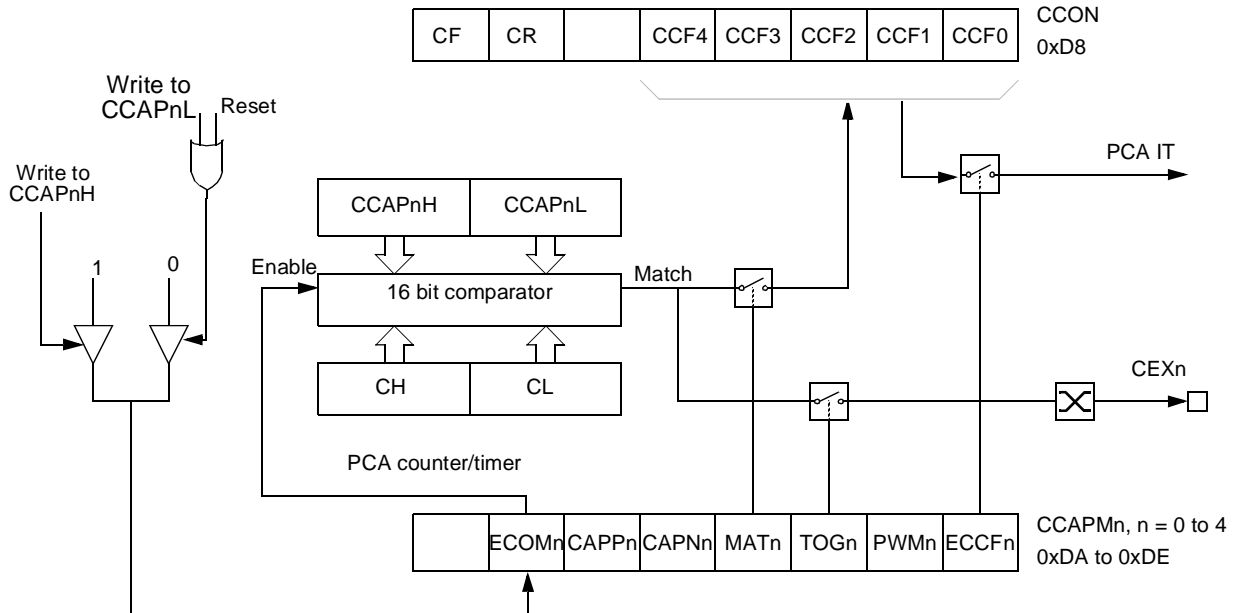 CF CR CCF4 CCF3 CCF2 CCF1 CCF0
CCON
0xD8
Write to
CCAPnL
Reset
Write to
CCAPnH
PCA IT
CCAPnH CCAPnL
1
0
Enable
16 bit comparator
Match
CH CL
CEXn
PCA counter/timer
ECOMn CAPPn CAPNn MATn TOGn PWMn ECCFn
CCAPMn, n = 0 to 4
0xDA to 0xDE